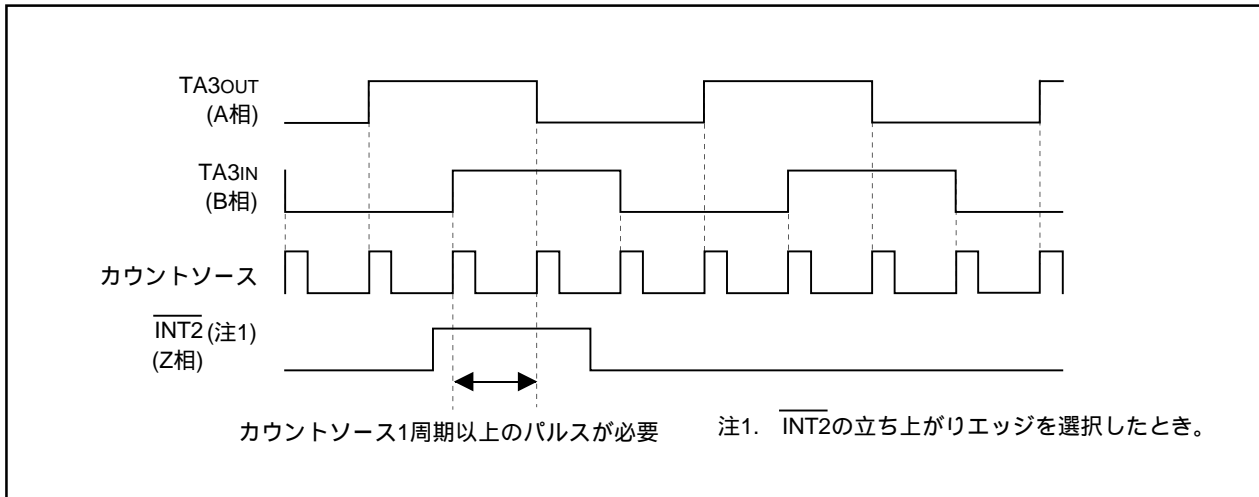 TA3OUT
(A相)
TA3IN
(B相)
カウントソース
INT2 (注1)
(Z相)
カウントソース1周期以上のパルスが必要
注1. INT2の立ち上がりエッジを選択したとき。